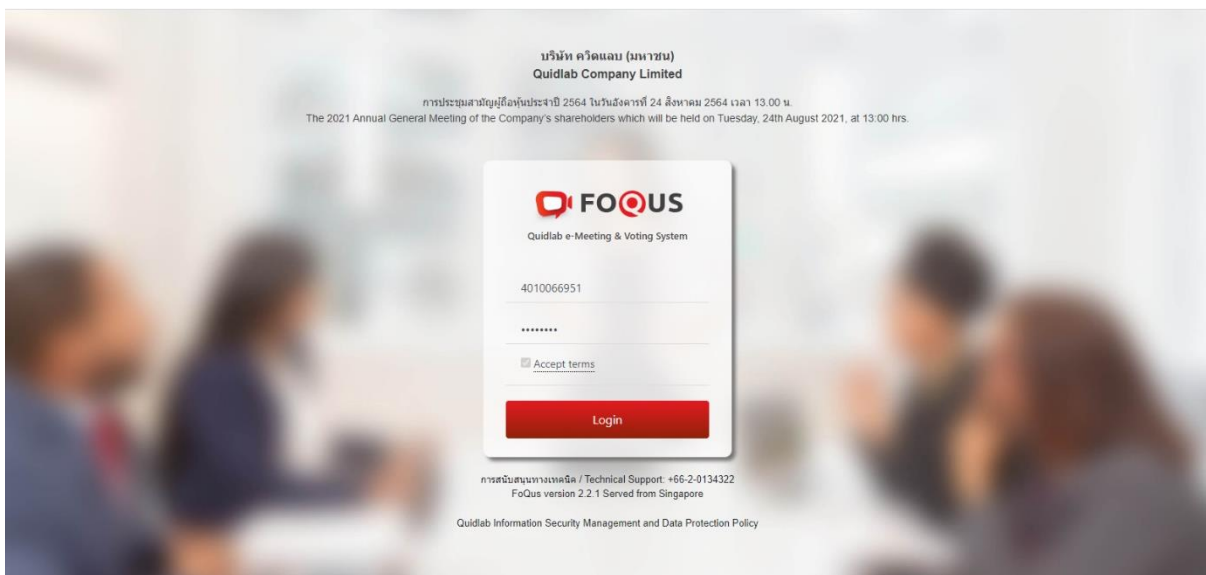 บริษัท ควิดแลบ (มหาชน)
Quidlab Company Limited
การประชุมสามัญผู้ถือหุ้นประจำปี 2564 ในวันอังคารที่ 24 สิงหาคม 2564 เวลา 13.00 น.
The 2021 Annual General Meeting of the Company's shareholders which will be held on Tuesday, 24th August 2021, at 13:00 hrs.
FOQUS
Quidlab e-Meeting & Voting System
4010066951
••••••••
Accept terms
Login
การสนับสนุนทางเทคนิค / Technical Support: +66-2-0134322
FoQus version 2.2.1 Served from Singapore
Quidlab Information Security Management and Data Protection Policy